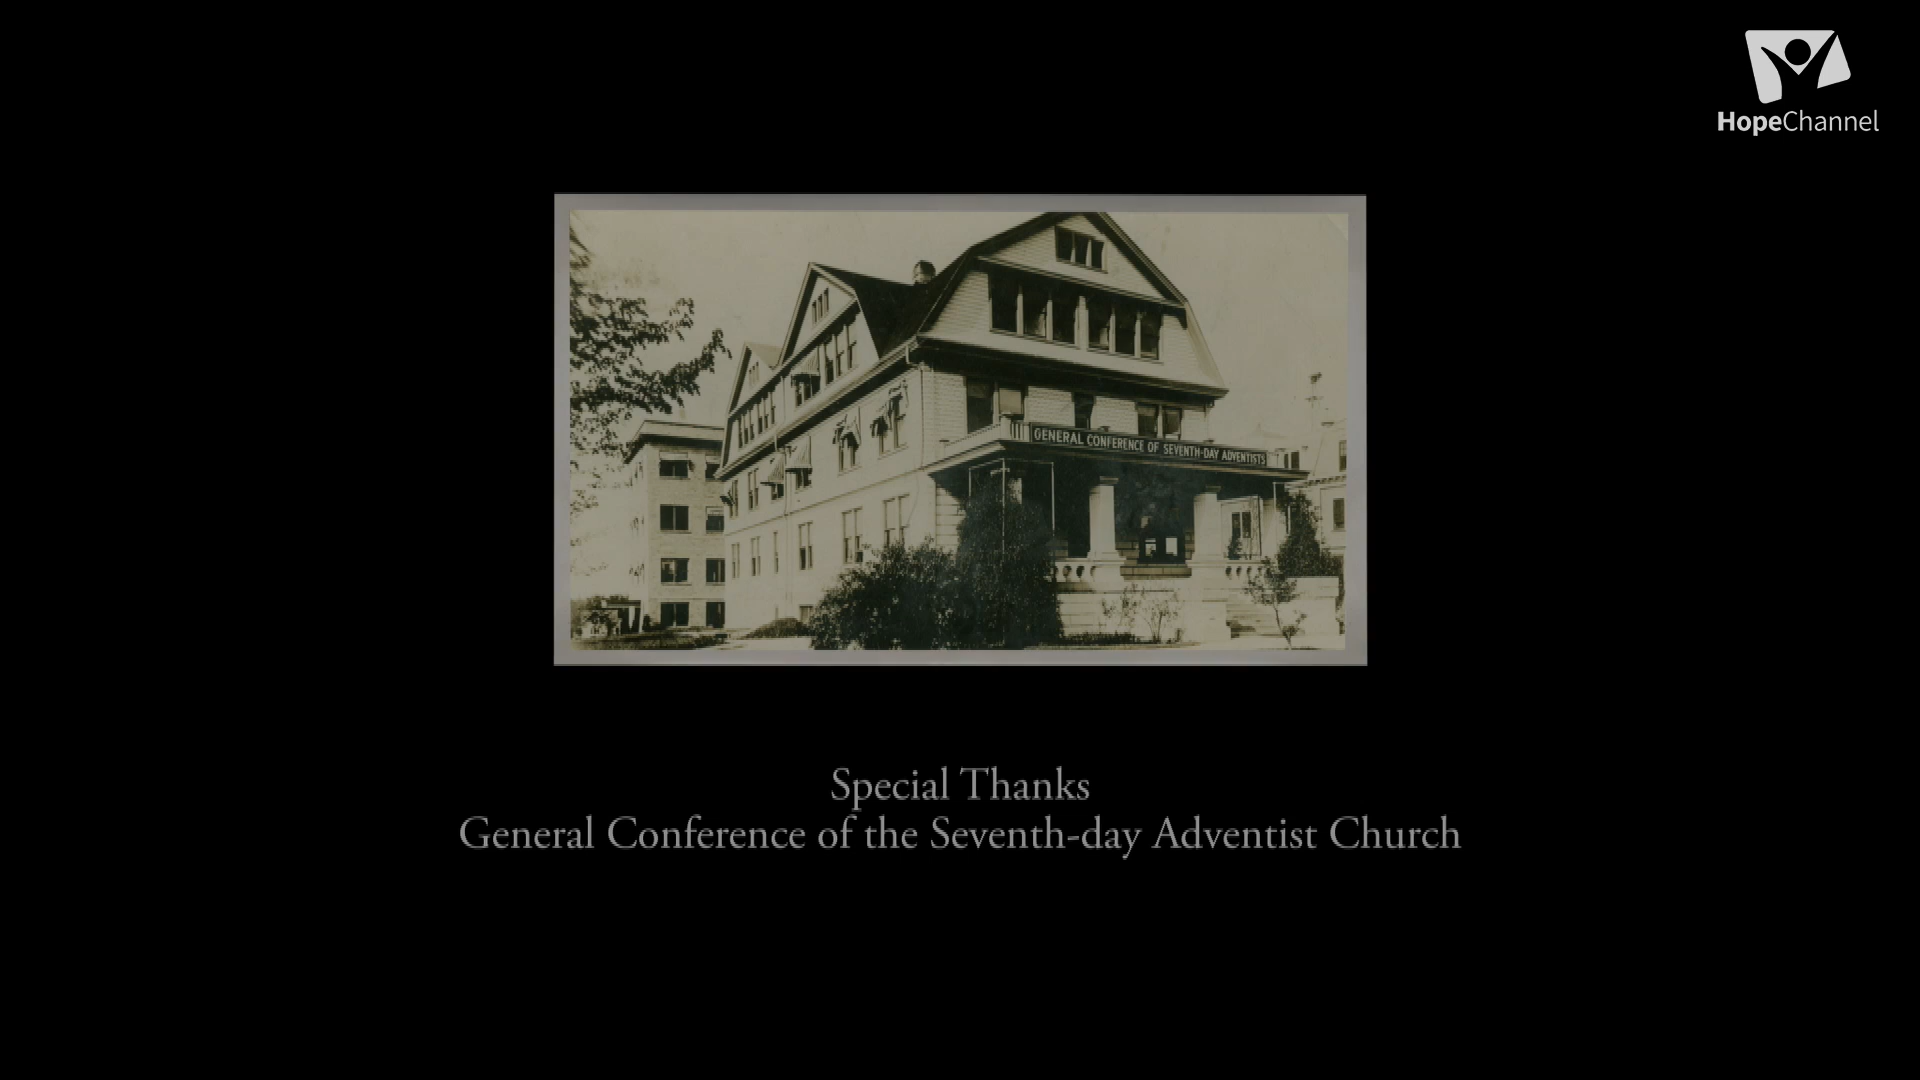 HopeChannel
GENERAL CONFERENCE OF SEVENTH-DAY ADVENTISTS
Special Thanks
General Conference of the Seventh-day Adventist Church